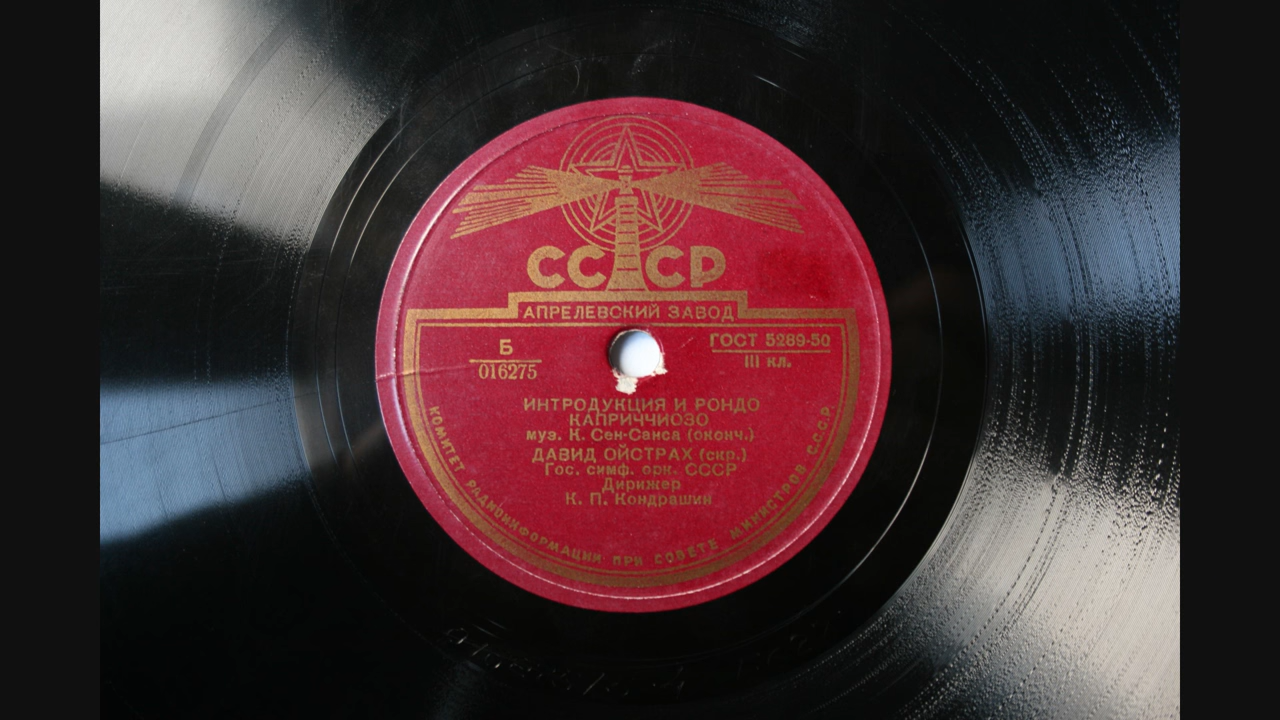 СССР
АПРЕЛЕВСКИЙ ЗАВОД
Б
016275
ГОСТ 5289-50
III кл.
ИНТРОДУКЦИЯ И РОНДО
КАПРИЧЧИОЗО
муз. К. Сен-Санса (оконч.)
ДАВИД ОЙСТРАХ (скр.)
Гос. симф. орк. СССР
Дирижер
К. П. Кондрашин
КОМИТЕТ РАДИОИНФОРМАЦИИ ПРИ СОВЕТЕ МИНИСТРОВ С.С.С.Р.